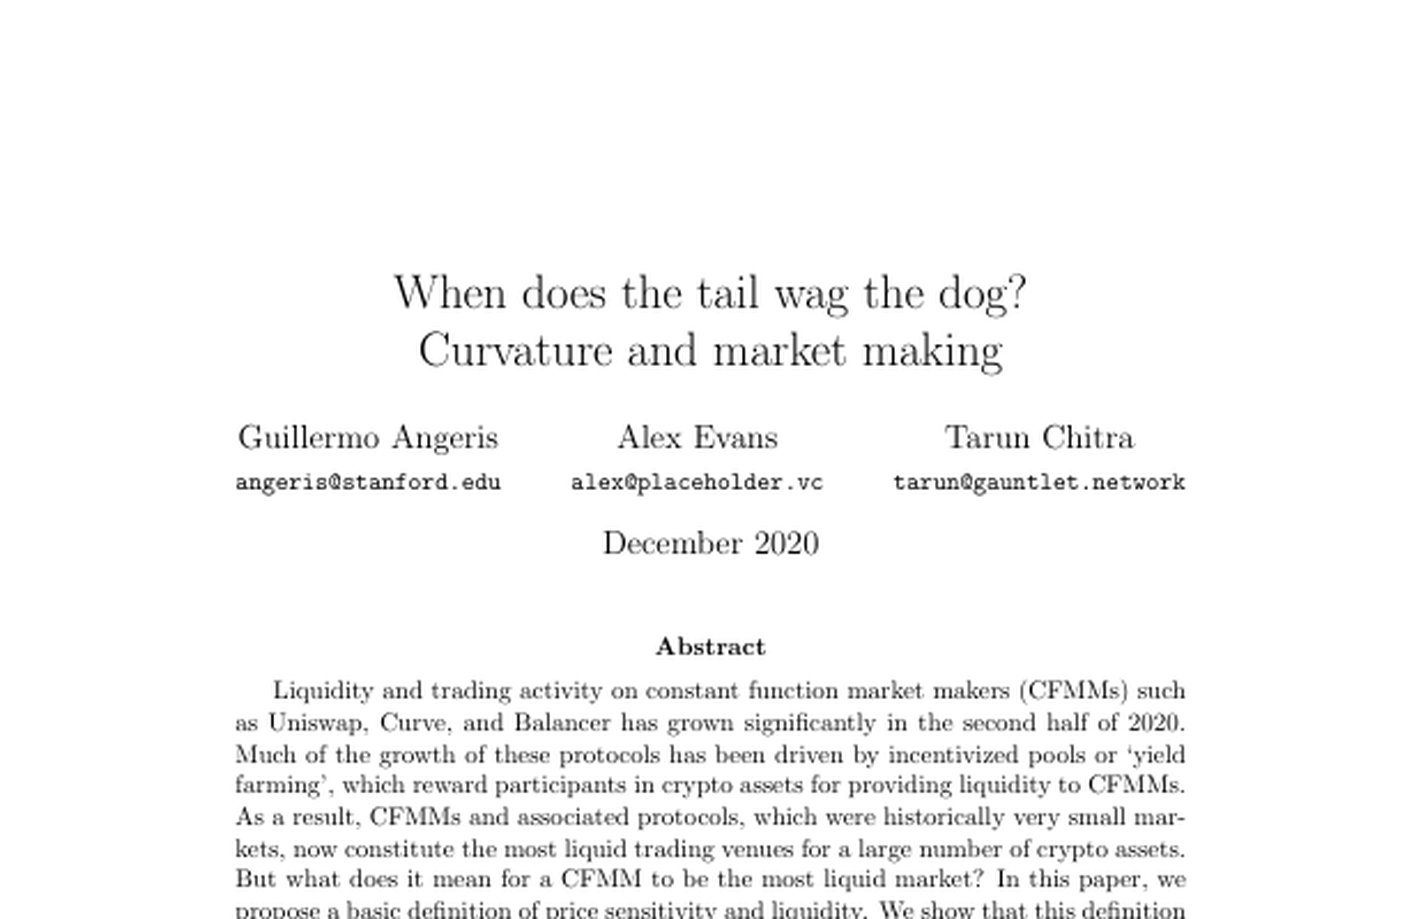 When does the tail wag the dog?
Curvature and market making
Guillermo Angeris Alex Evans Tarun Chitra
angeris@stanford.edu alex@placeholder.vc tarun@gauntlet.network
December 2020
Abstract
Liquidity and trading activity on constant function market makers (CFMMs) such
as Uniswap, Curve, and Balancer has grown significantly in the second half of 2020.
Much of the growth of these protocols has been driven by incentivized pools or ‘yield
farming’, which reward participants in crypto assets for providing liquidity to CFMMs.
As a result, CFMMs and associated protocols, which were historically very small mar-
kets, now constitute the most liquid trading venues for a large number of crypto assets.
But what does it mean for a CFMM to be the most liquid market? In this paper, we
propose a basic definition of price sensitivity and liquidity. We show that this definition